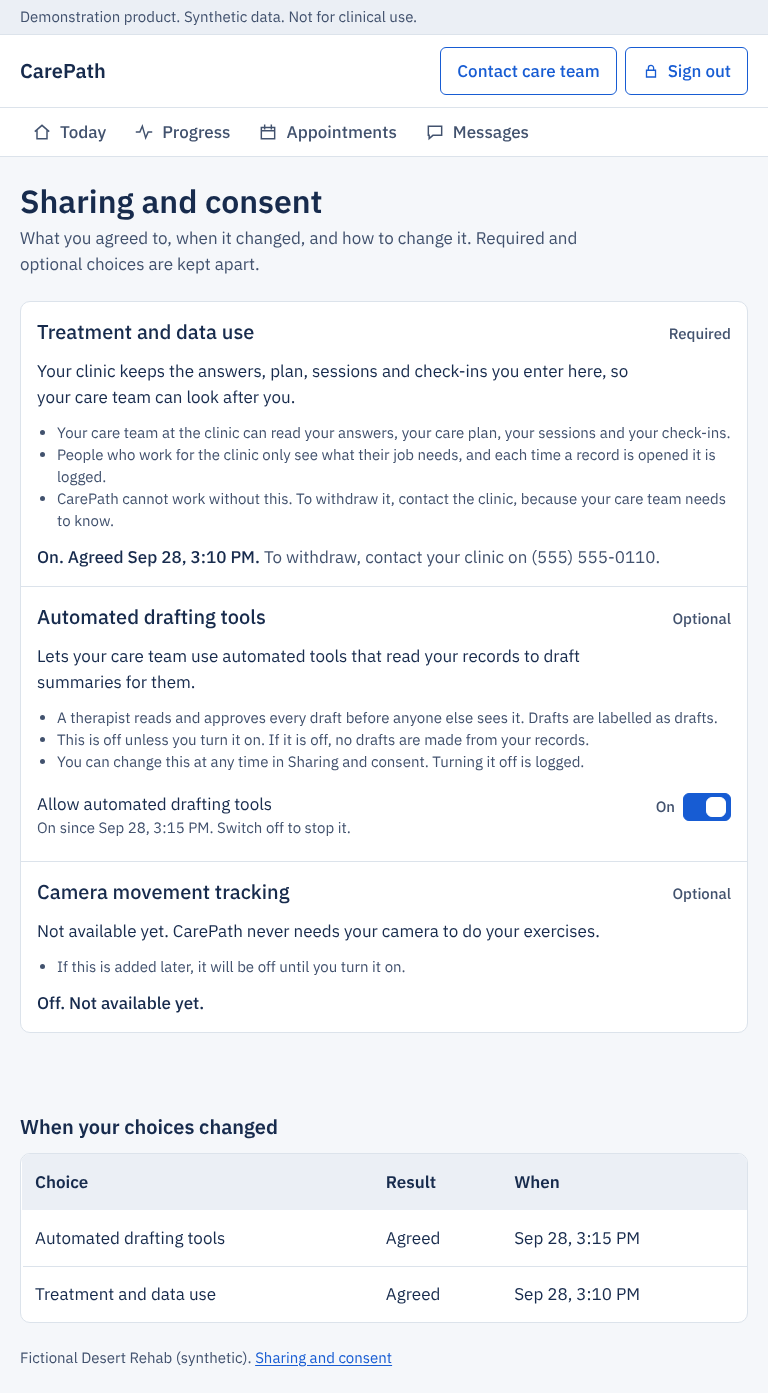 Demonstration product. Synthetic data. Not for clinical use.
CarePath
Contact care team
Sign out
Today
Progress
Appointments
Messages
Sharing and consent
What you agreed to, when it changed, and how to change it. Required and
optional choices are kept apart.
Treatment and data use
Required
Your clinic keeps the answers, plan, sessions and check-ins you enter here, so
your care team can look after you.
• Your care team at the clinic can read your answers, your care plan, your sessions and your check-ins.
• People who work for the clinic only see what their job needs, and each time a record is opened it is
logged.
• CarePath cannot work without this. To withdraw it, contact the clinic, because your care team needs
to know.
On. Agreed Sep 28, 3:10 PM. To withdraw, contact your clinic on (555) 555-0110.
Automated drafting tools
Optional
Lets your care team use automated tools that read your records to draft
summaries for them.
• A therapist reads and approves every draft before anyone else sees it. Drafts are labelled as drafts.
• This is off unless you turn it on. If it is off, no drafts are made from your records.
• You can change this at any time in Sharing and consent. Turning it off is logged.
Allow automated drafting tools
On
On since Sep 28, 3:15 PM. Switch off to stop it.
Camera movement tracking
Optional
Not available yet. CarePath never needs your camera to do your exercises.
• If this is added later, it will be off until you turn it on.
Off. Not available yet.
When your choices changed
Choice Result When
Automated drafting tools Agreed Sep 28, 3:15 PM
Treatment and data use Agreed Sep 28, 3:10 PM
Fictional Desert Rehab (synthetic). Sharing and consent